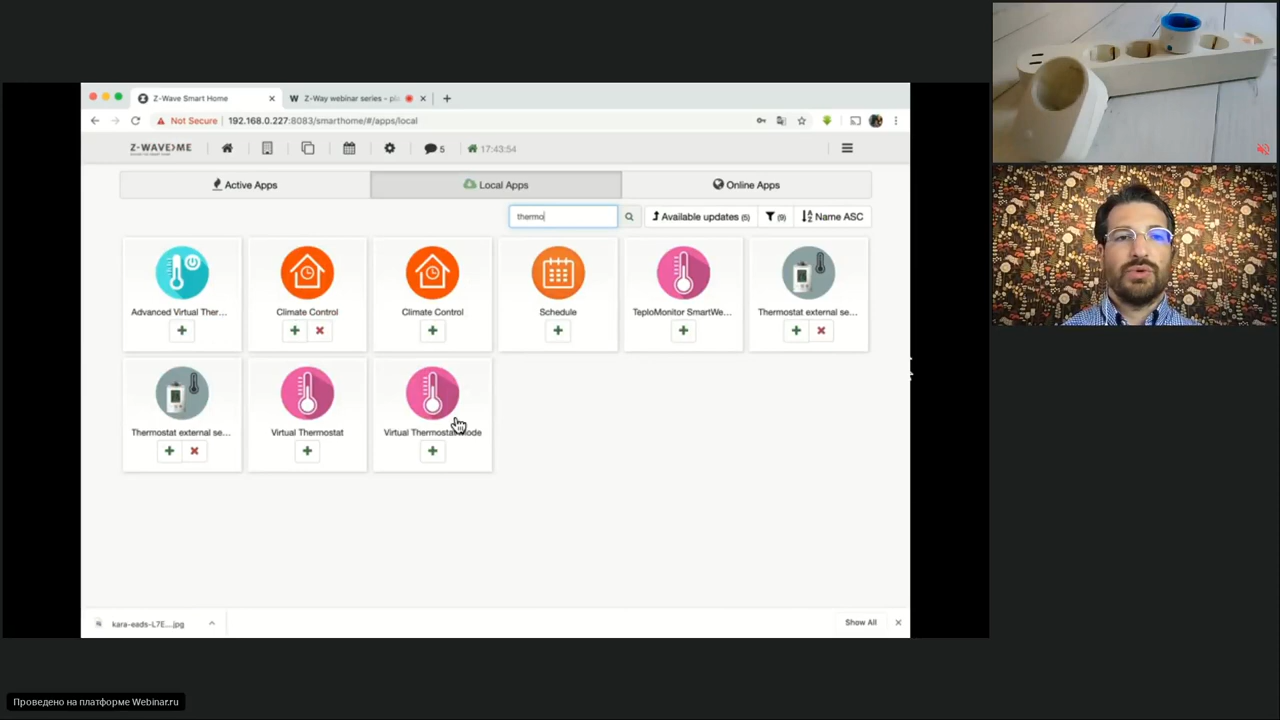 Z-Wave Smart Home
Z-Way webinar series - pl
Not Secure 192.168.0.227:8083/smarthome/#/apps/local
Z-WAVE>ME 5 17:43:54
Active Apps Local Apps Online Apps
thermo Available updates (5) (9) Name ASC
Advanced Virtual Ther... Climate Control Climate Control Schedule TeploMonitor SmartWe... Thermostat external se...
Thermostat external se... Virtual Thermostat Virtual Thermostat Mode
kara-eads-L7E....jpg Show All
Проведено на платформе Webinar.ru